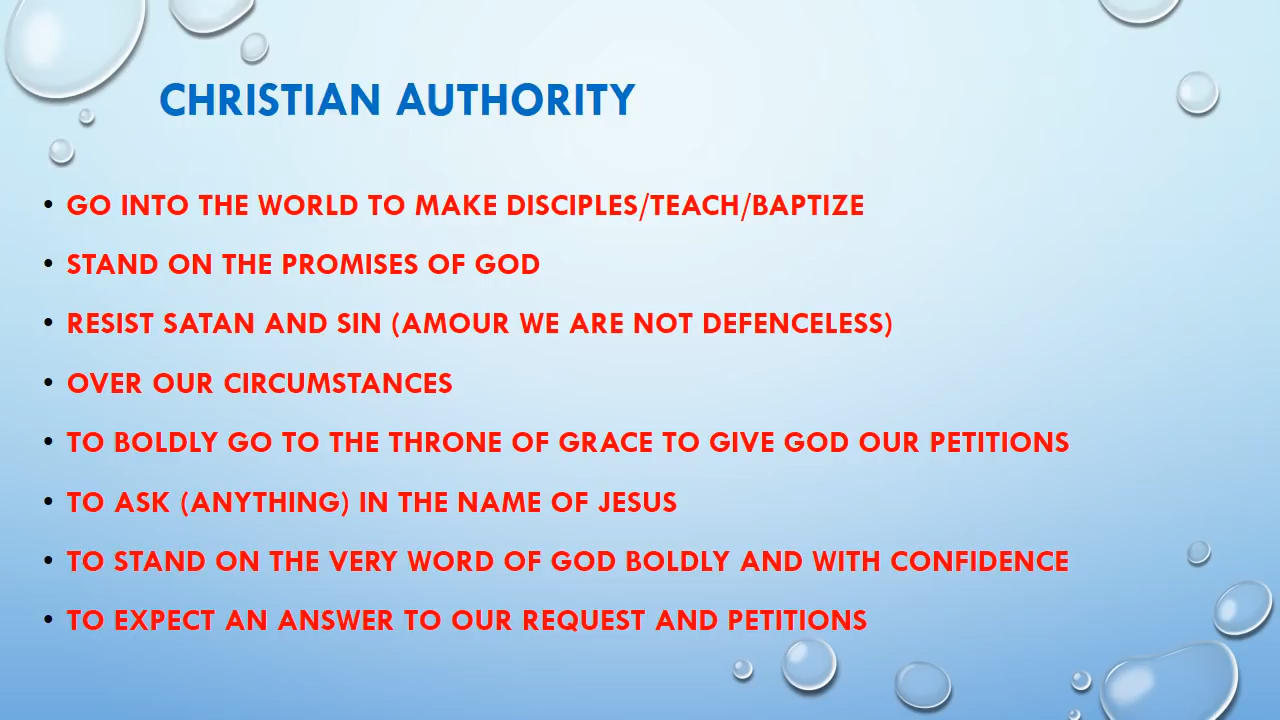 CHRISTIAN AUTHORITY
• GO INTO THE WORLD TO MAKE DISCIPLES/TEACH/BAPTIZE
• STAND ON THE PROMISES OF GOD
• RESIST SATAN AND SIN (AMOUR WE ARE NOT DEFENCELESS)
• OVER OUR CIRCUMSTANCES
• TO BOLDLY GO TO THE THRONE OF GRACE TO GIVE GOD OUR PETITIONS
• TO ASK (ANYTHING) IN THE NAME OF JESUS
• TO STAND ON THE VERY WORD OF GOD BOLDLY AND WITH CONFIDENCE
• TO EXPECT AN ANSWER TO OUR REQUEST AND PETITIONS